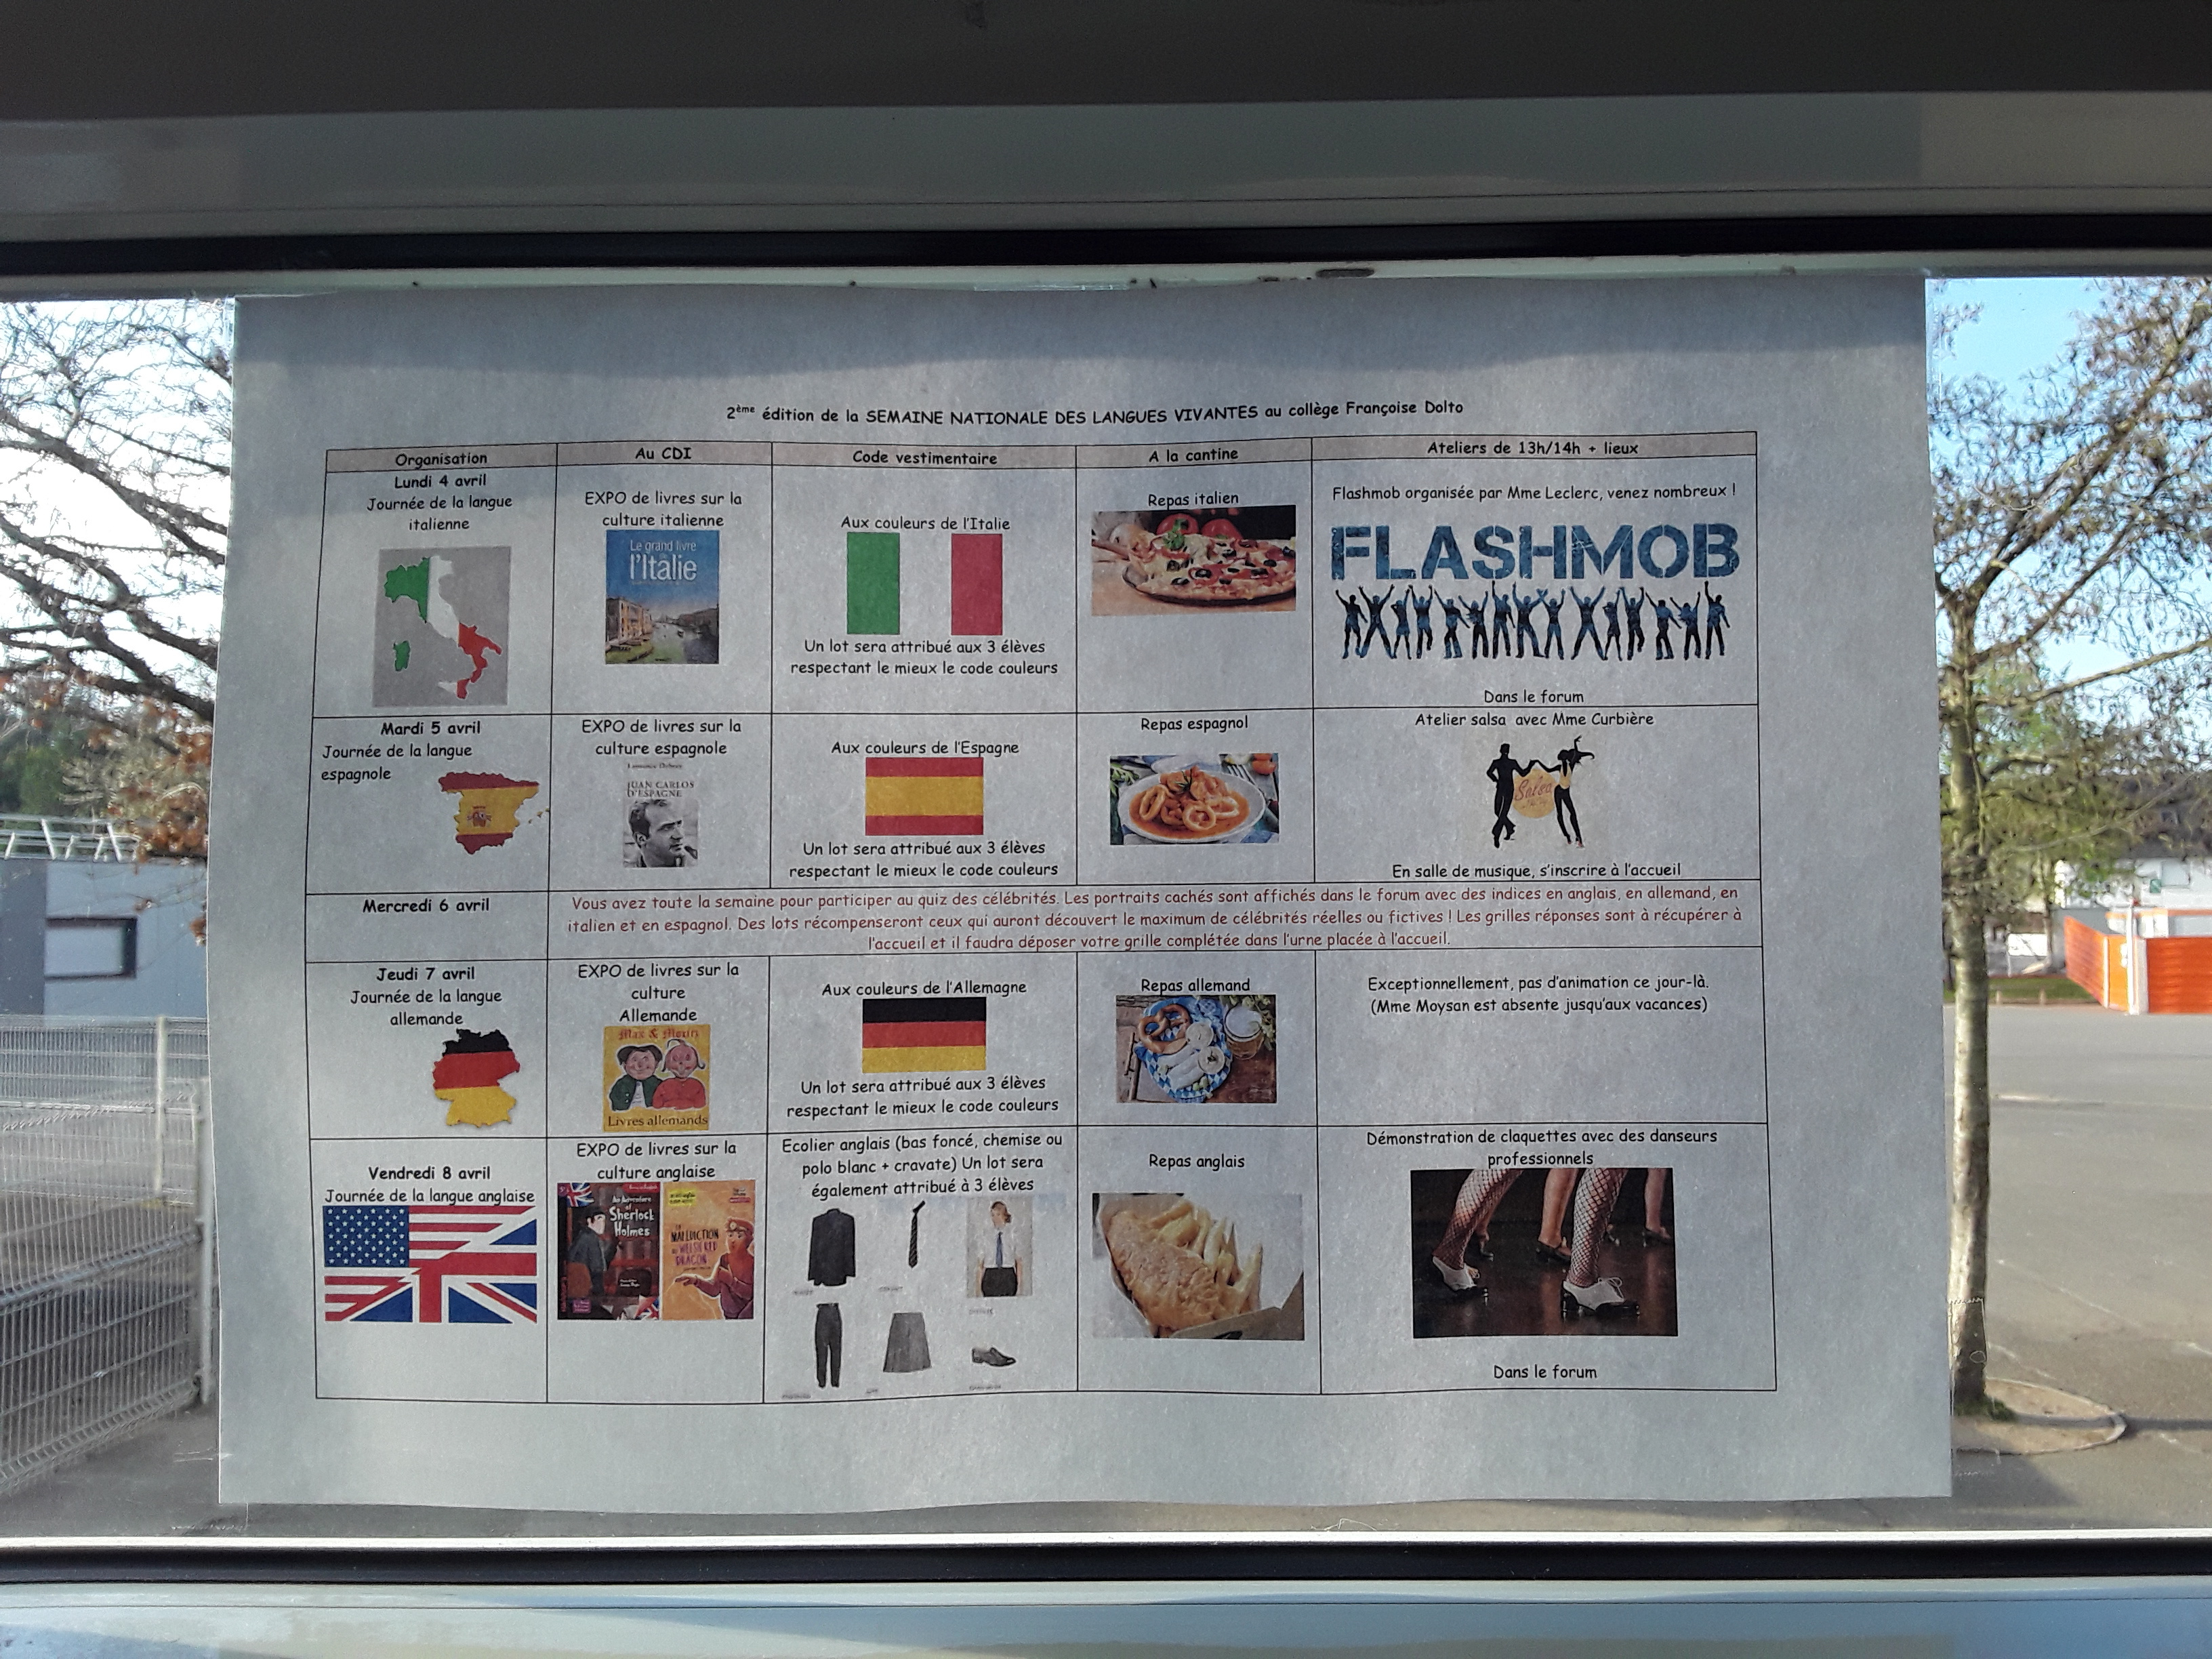 2ème édition de la SEMAINE NATIONALE DES LANGUES VIVANTES au collège Françoise Dolto
Organisation
Au CDI
Code vestimentaire
A la cantine
Ateliers de 13h/14h + lieux
Lundi 4 avril
Journée de la langue
italienne
EXPO de livres sur la
culture italienne
Le grand livre
l'Italie
Aux couleurs de l'Italie
Un lot sera attribué aux 3 élèves
respectant le mieux le code couleurs
Repas italien
Flashmob organisée par Mme Leclerc, venez nombreux !
FLASHMOB
Dans le forum
Mardi 5 avril
Journée de la langue
espagnole
EXPO de livres sur la
culture espagnole
JUAN CARLOS
D'ESPAGNE
Aux couleurs de l'Espagne
Un lot sera attribué aux 3 élèves
respectant le mieux le code couleurs
Repas espagnol
Atelier salsa avec Mme Curbière
Salsa
En salle de musique, s'inscrire à l'accueil
Mercredi 6 avril
Vous avez toute la semaine pour participer au quiz des célébrités. Les portraits cachés sont affichés dans le forum avec des indices en anglais, en allemand, en
italien et en espagnol. Des lots récompenseront ceux qui auront découvert le maximum de célébrités réelles ou fictives ! Les grilles réponses sont à récupérer à
l'accueil et il faudra déposer votre grille complétée dans l'urne placée à l'accueil.
Jeudi 7 avril
Journée de la langue
allemande
EXPO de livres sur la
culture
Allemande
Max & Moritz
Livres allemands
Aux couleurs de l'Allemagne
Un lot sera attribué aux 3 élèves
respectant le mieux le code couleurs
Repas allemand
Exceptionnellement, pas d'animation ce jour-là.
(Mme Moysan est absente jusqu'aux vacances)
Vendredi 8 avril
Journée de la langue anglaise
EXPO de livres sur la
culture anglaise
An Adventure
of
Sherlock
Holmes
LA
MALEDICTION
DU WELSH RED
DRAGON
Ecolier anglais (bas foncé, chemise ou
polo blanc + cravate) Un lot sera
également attribué à 3 élèves
Repas anglais
Démonstration de claquettes avec des danseurs
professionnels
Dans le forum